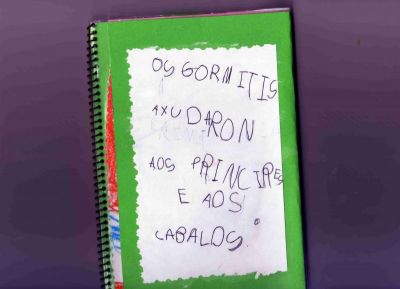 OS GORMITIS
AXUDARON
AOS PRINCIPES
E AOS
CABALOS.